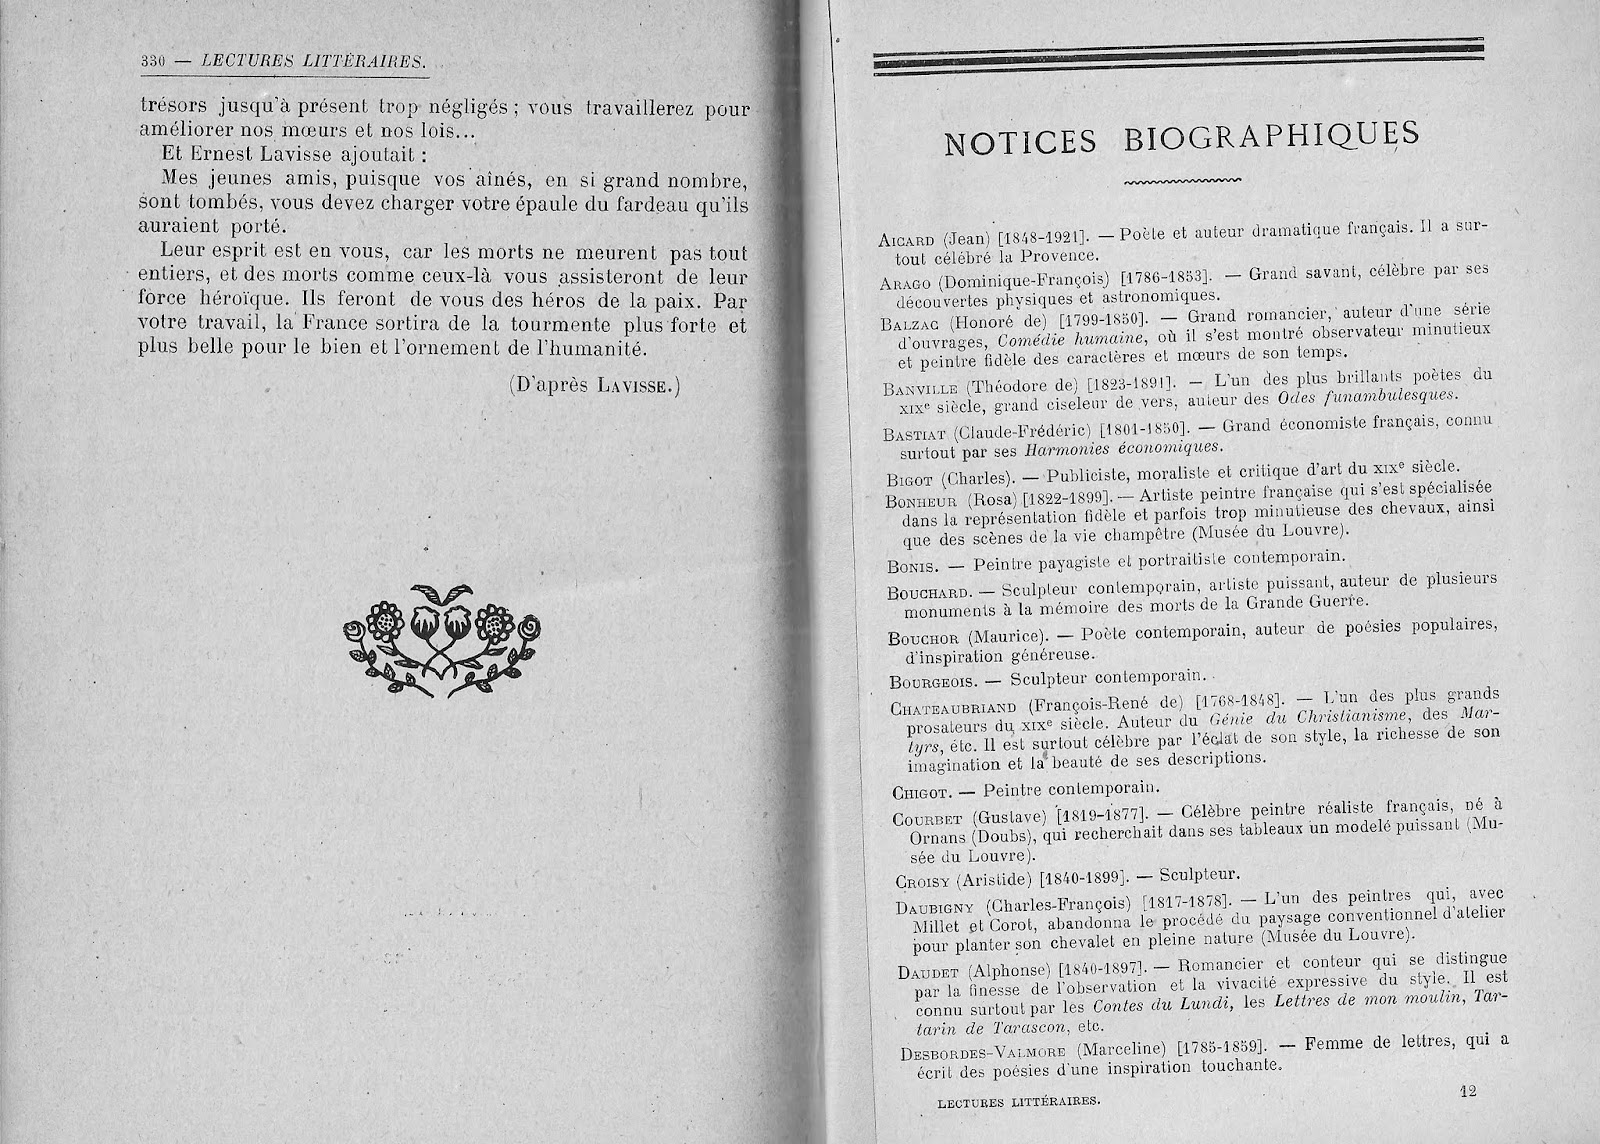 330 — LECTURES LITTÉRAIRES.
trésors jusqu'à présent trop négligés ; vous travaillerez pour
améliorer nos mœurs et nos lois...
Et Ernest Lavisse ajoutait :
Mes jeunes amis, puisque vos aînés, en si grand nombre,
sont tombés, vous devez charger votre épaule du fardeau qu'ils
auraient porté.
Leur esprit est en vous, car les morts ne meurent pas tout
entiers, et des morts comme ceux-là vous assisteront de leur
force héroïque. Ils feront de vous des héros de la paix. Par
votre travail, la France sortira de la tourmente plus forte et
plus belle pour le bien et l'ornement de l'humanité.
(D'après LAVISSE.)
NOTICES BIOGRAPHIQUES
AICARD (Jean) [1848-1921]. — Poète et auteur dramatique français. Il a sur-
tout célébré la Provence.
ARAGO (Dominique-François) [1786-1853]. — Grand savant, célèbre par ses
découvertes physiques et astronomiques.
BALZAC (Honoré de) [1799-1850]. — Grand romancier, auteur d'une série
d'ouvrages, Comédie humaine, où il s'est montré observateur minutieux
et peintre fidèle des caractères et mœurs de son temps.
BANVILLE (Théodore de) [1823-1891]. — L'un des plus brillants poètes du
XIXe siècle, grand ciseleur de vers, auteur des Odes funambulesques.
BASTIAT (Claude-Frédéric) [1801-1850]. — Grand économiste français, connu
surtout par ses Harmonies économiques.
BIGOT (Charles). — Publiciste, moraliste et critique d'art du XIXe siècle.
BONHEUR (Rosa) [1822-1899]. — Artiste peintre française qui s'est spécialisée
dans la représentation fidèle et parfois trop minutieuse des chevaux, ainsi
que des scènes de la vie champêtre (Musée du Louvre).
BONIS. — Peintre payagiste et portraitiste contemporain.
BOUCHARD. — Sculpteur contemporain, artiste puissant, auteur de plusieurs
monuments à la mémoire des morts de la Grande Guerre.
BOUCHOR (Maurice). — Poète contemporain, auteur de poésies populaires,
d'inspiration généreuse.
BOURGEOIS. — Sculpteur contemporain.
CHATEAUBRIAND (François-René de) [1768-1848]. — L'un des plus grands
prosateurs du XIXe siècle. Auteur du Génie du Christianisme, des Mar-
tyrs, etc. Il est surtout célèbre par l'éclat de son style, la richesse de son
imagination et la beauté de ses descriptions.
CHIGOT. — Peintre contemporain.
COURBET (Gustave) [1819-1877]. — Célèbre peintre réaliste français, né à
Ornans (Doubs), qui recherchait dans ses tableaux un modelé puissant (Mu-
sée du Louvre).
CROISY (Aristide) [1840-1899]. — Sculpteur.
DAUBIGNY (Charles-François) [1817-1878]. — L'un des peintres qui, avec
Millet et Corot, abandonna le procédé du paysage conventionnel d'atelier
pour planter son chevalet en pleine nature (Musée du Louvre).
DAUDET (Alphonse) [1840-1897]. — Romancier et conteur qui se distingue
par la finesse de l'observation et la vivacité expressive du style. Il est
connu surtout par les Contes du Lundi, les Lettres de mon moulin, Tar-
tarin de Tarascon, etc.
DESBORDES-VALMORE (Marceline) [1785-1859]. — Femme de lettres, qui a
écrit des poésies d'une inspiration touchante.
LECTURES LITTÉRAIRES. 12